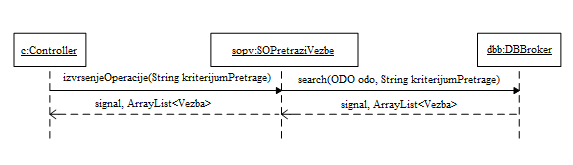 c:Controller
sopv:SOPretraziVezbe
dbb:DBBroker
izvrsenjeOperacije(String kriterijumPretrage)
search(ODO odo, String kriterijumPretrage)
signal, ArrayList<Vezba>
signal, ArrayList<Vezba>